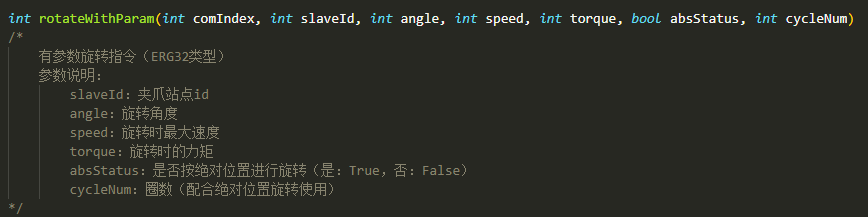 int rotateWithParam(int comIndex, int slaveId, int angle, int speed, int torque, bool absStatus, int cycleNum)
/*
有参数旋转指令（ERG32类型）
参数说明：
slaveId：夹爪站点id
angle：旋转角度
speed：旋转时最大速度
torque：旋转时的力矩
absStatus：是否按绝对位置进行旋转（是：True，否：False）
cycleNum：圈数（配合绝对位置旋转使用）
*/